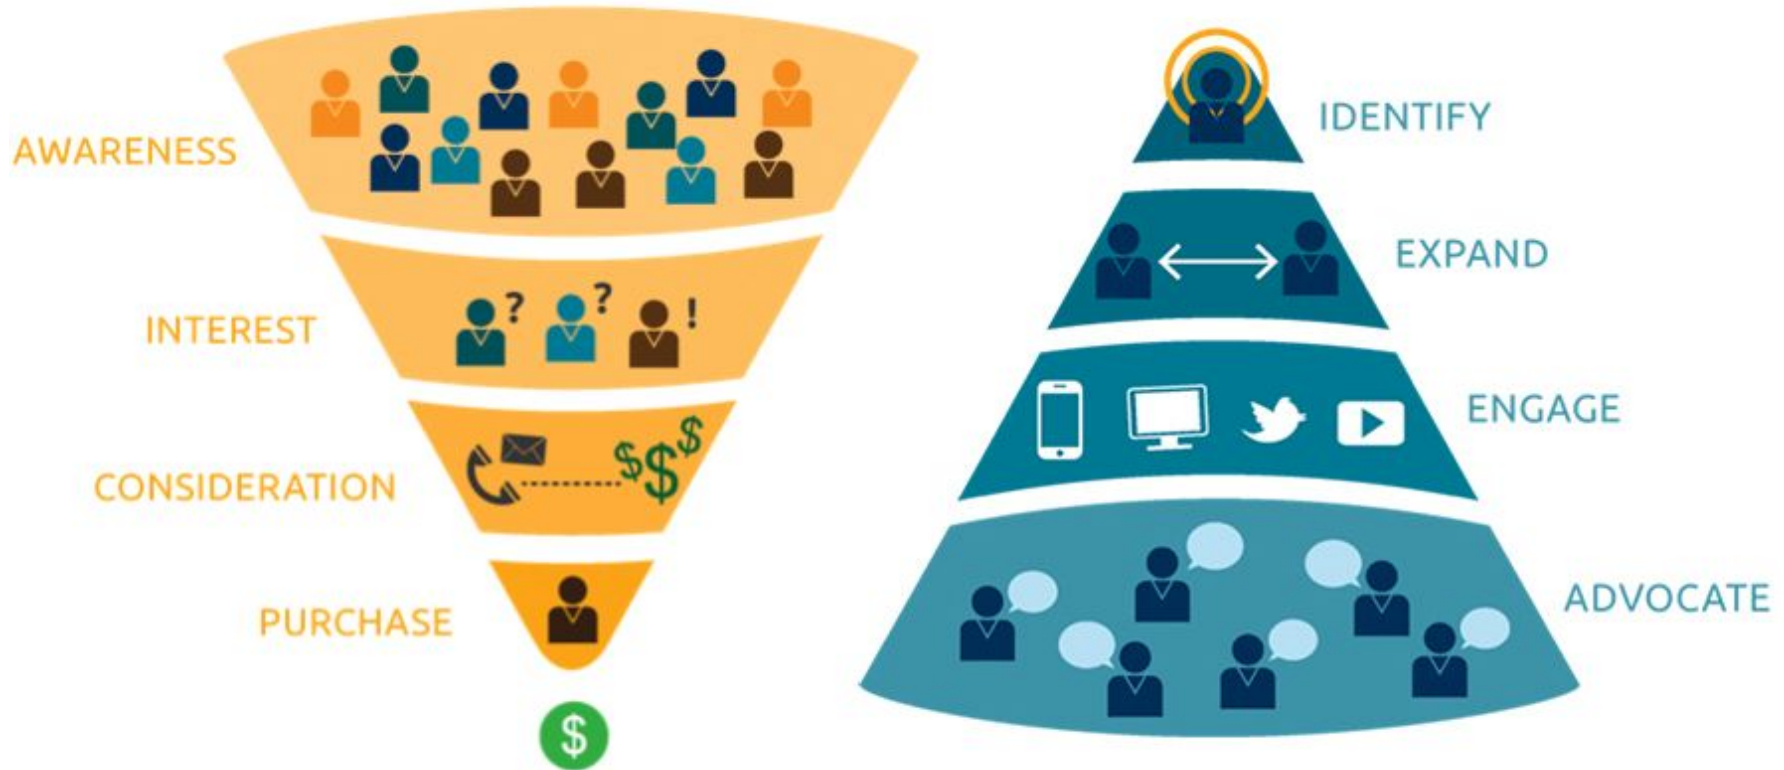 AWARENESS
INTEREST
? ? !
CONSIDERATION
$$$
PURCHASE
$
IDENTIFY
EXPAND
ENGAGE
ADVOCATE